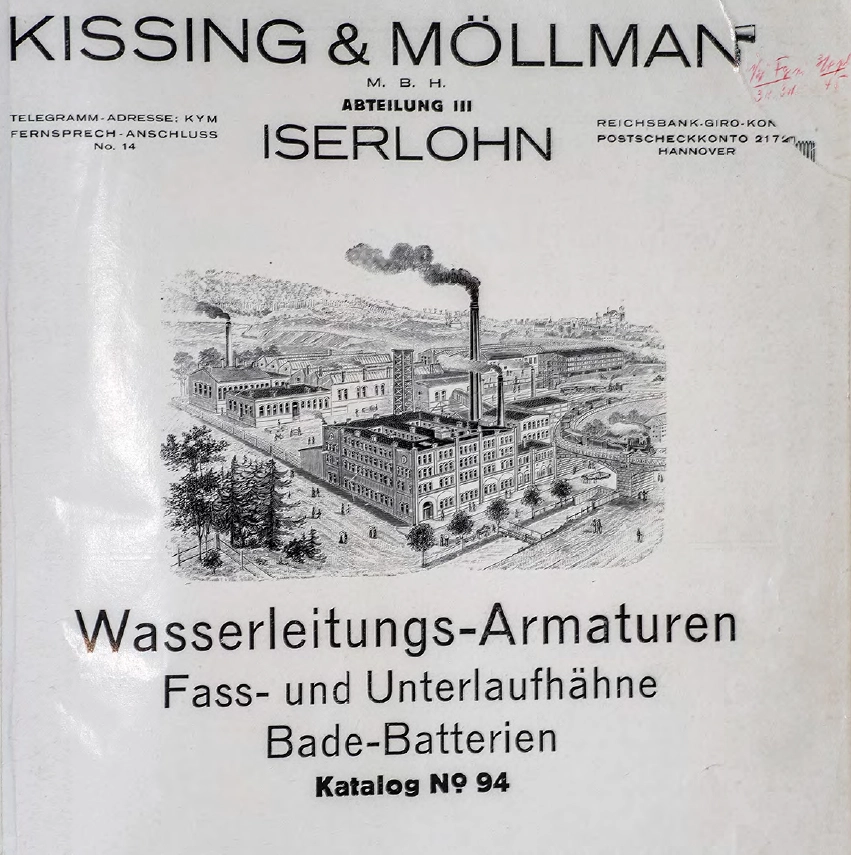 KISSING & MÖLLMAN
M. B. H.
ABTEILUNG III
TELEGRAMM-ADRESSE: KYM
FERNSPRECH-ANSCHLUSS
No. 14
ISERLOHN
REICHSBANK-GIRO-KON
POSTSCHECKKONTO 217
HANNOVER
Wasserleitungs-Armaturen
Fass- und Unterlaufhähne
Bade-Batterien
Katalog Nº 94